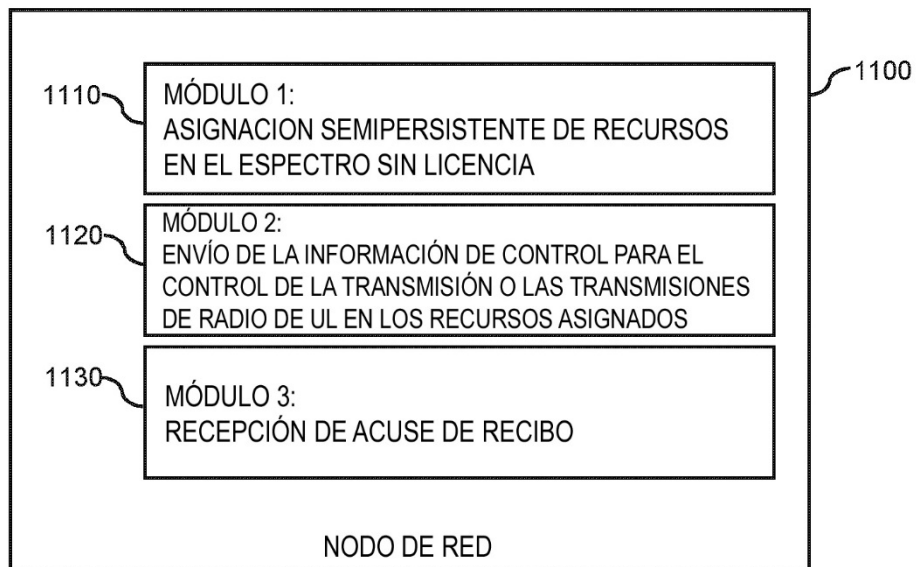 1100
1110
MÓDULO 1:
ASIGNACION SEMIPERSISTENTE DE RECURSOS
EN EL ESPECTRO SIN LICENCIA
1120
MÓDULO 2:
ENVÍO DE LA INFORMACIÓN DE CONTROL PARA EL
CONTROL DE LA TRANSMISIÓN O LAS TRANSMISIONES
DE RADIO DE UL EN LOS RECURSOS ASIGNADOS
1130
MÓDULO 3:
RECEPCIÓN DE ACUSE DE RECIBO
NODO DE RED